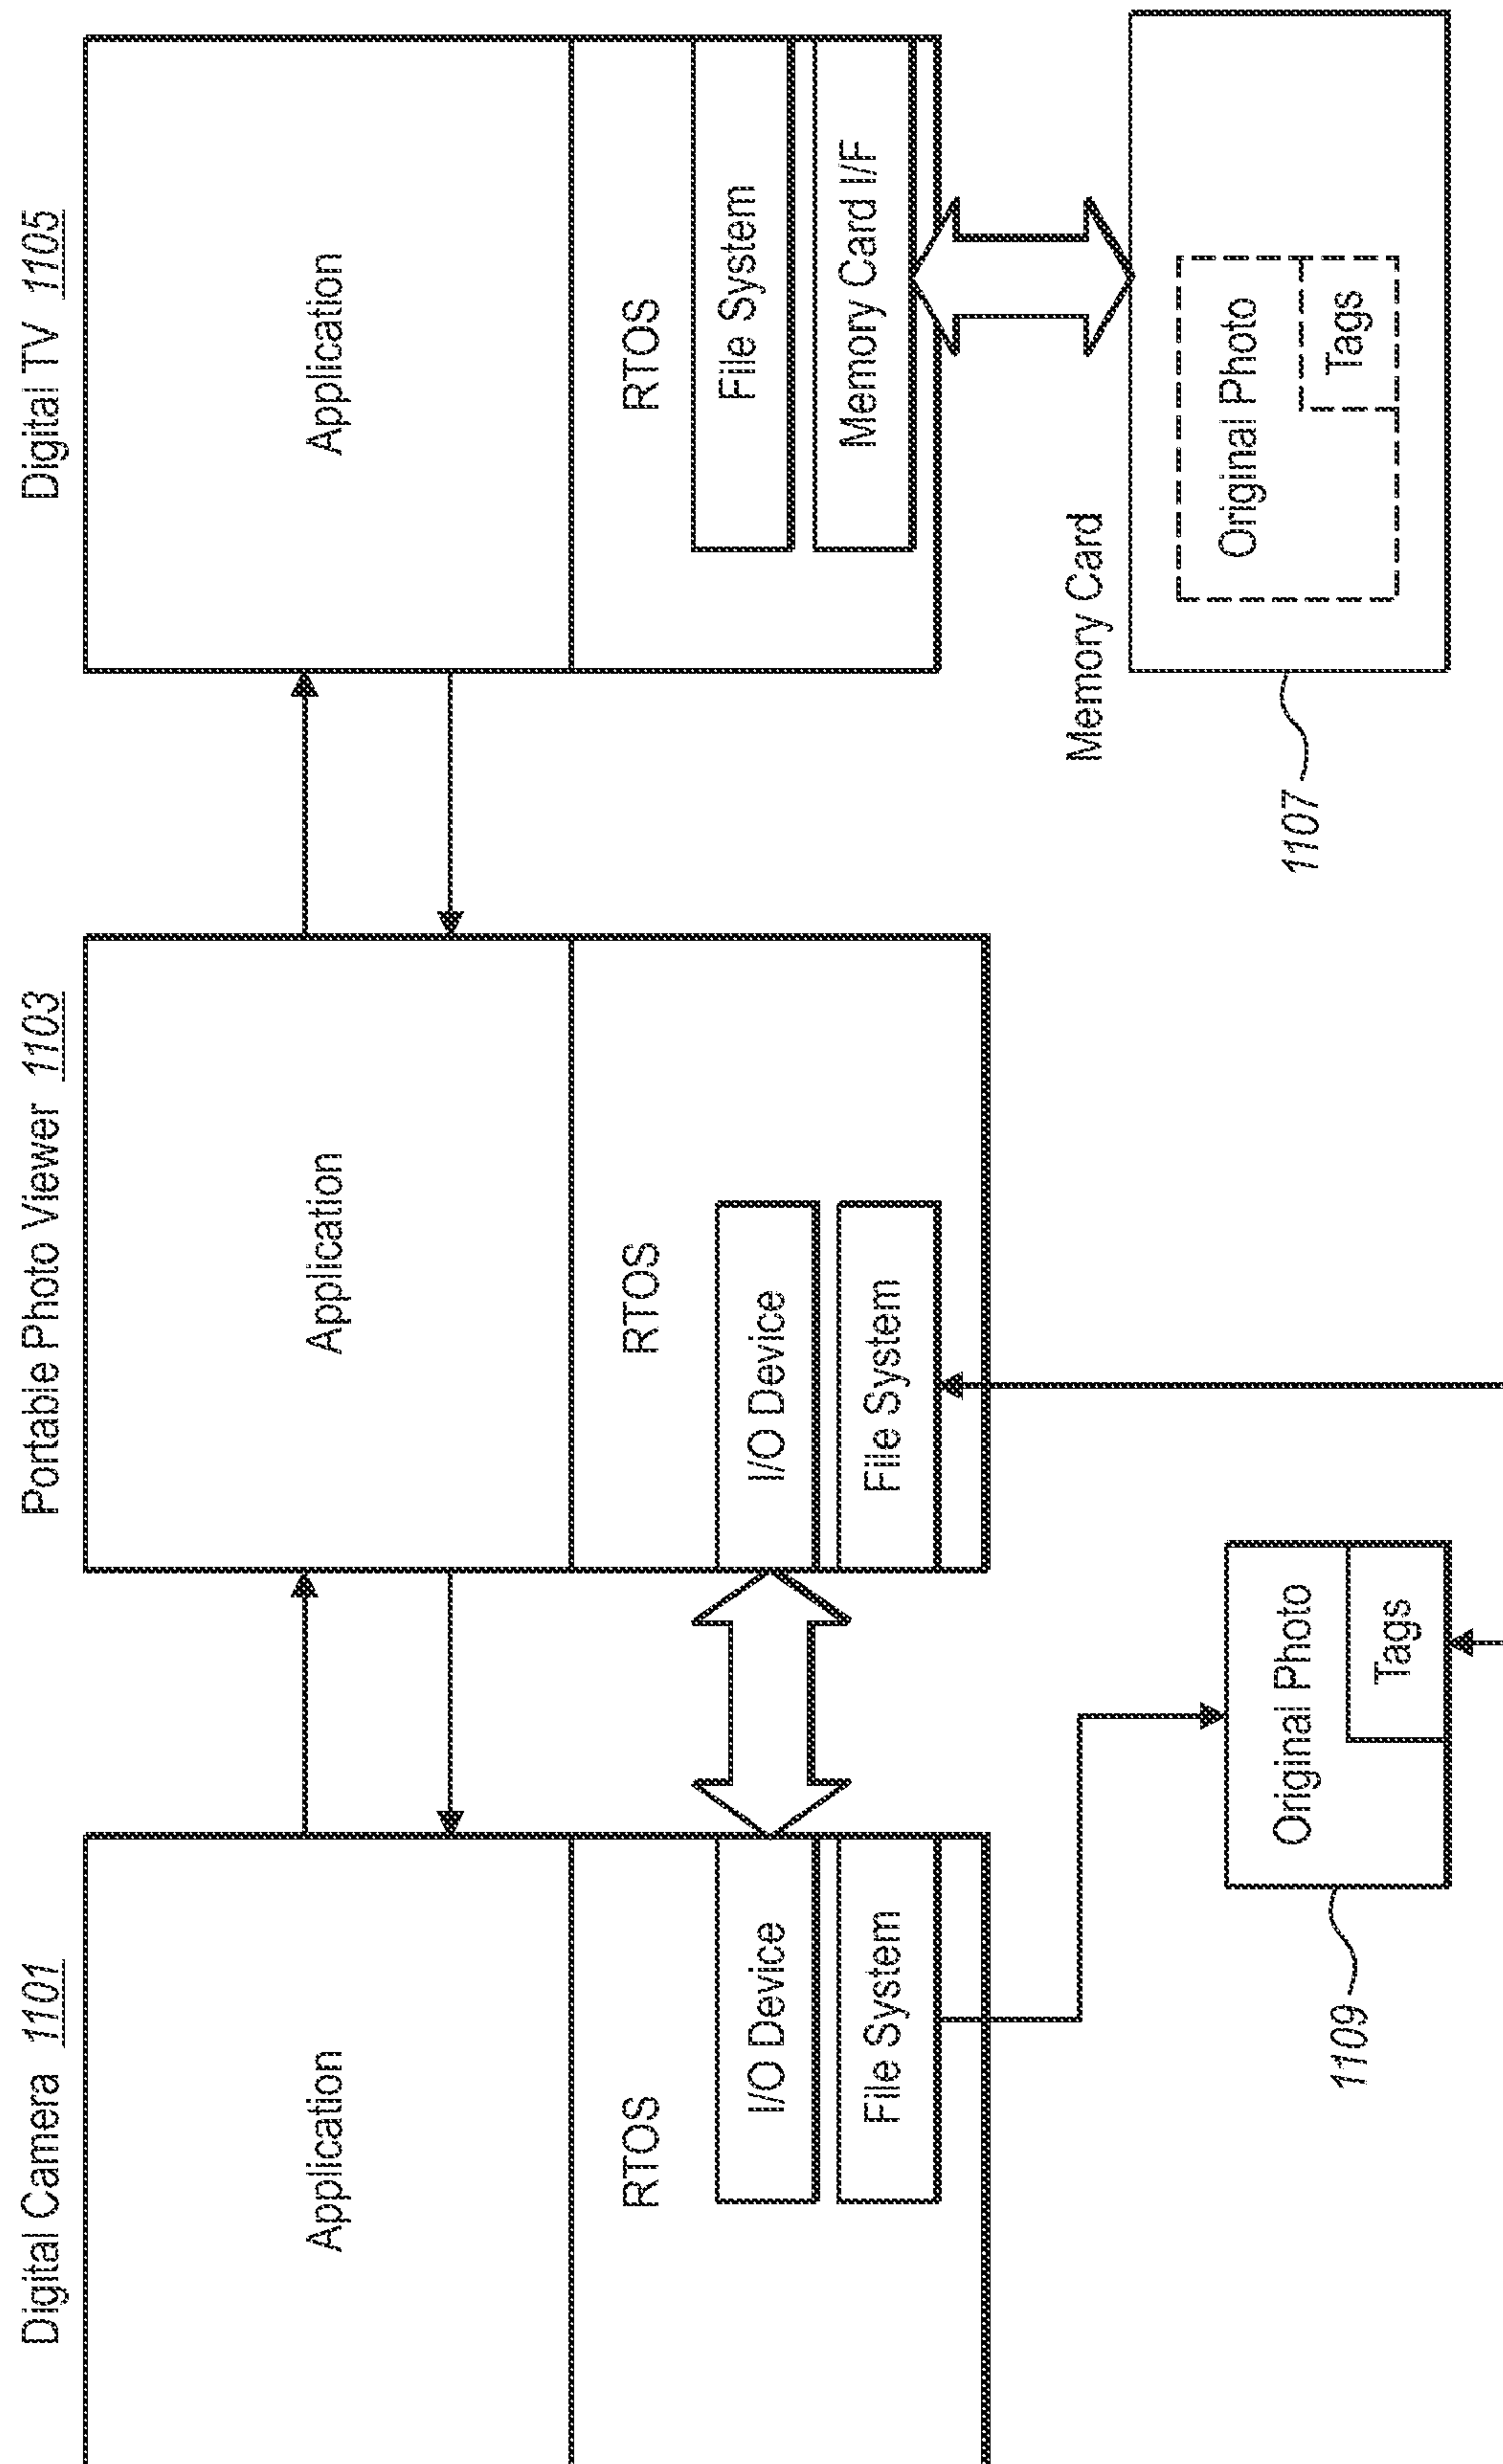 Digital Camera 1101
Application
RTOS
I/O Device
File System
Portable Photo Viewer 1103
Application
RTOS
I/O Device
File System
Digital TV 1105
Application
RTOS
File System
Memory Card I/F
Memory Card
Original Photo
Tags
1107
Original Photo
Tags
1109